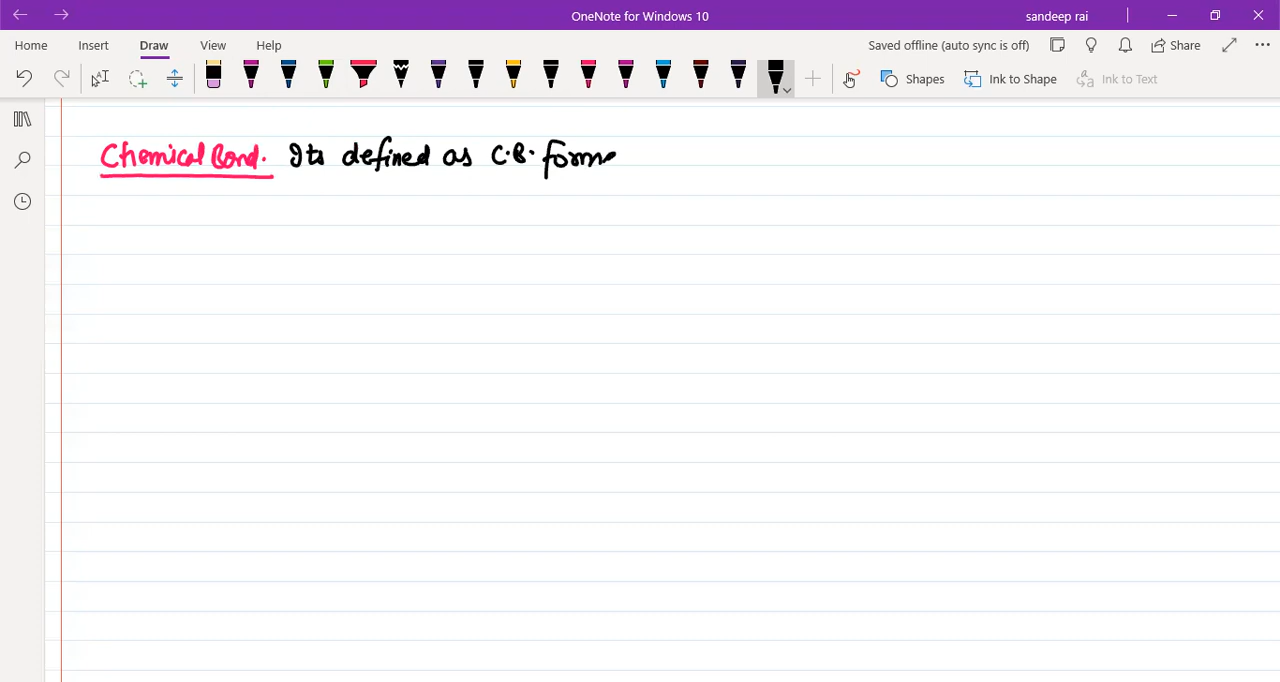 OneNote for Windows 10
sandeep rai
Home Insert Draw View Help
Saved offline (auto sync is off)
Share
Shapes
Ink to Shape
Ink to Text
Chemical Bond. Its defined as C.B. forme